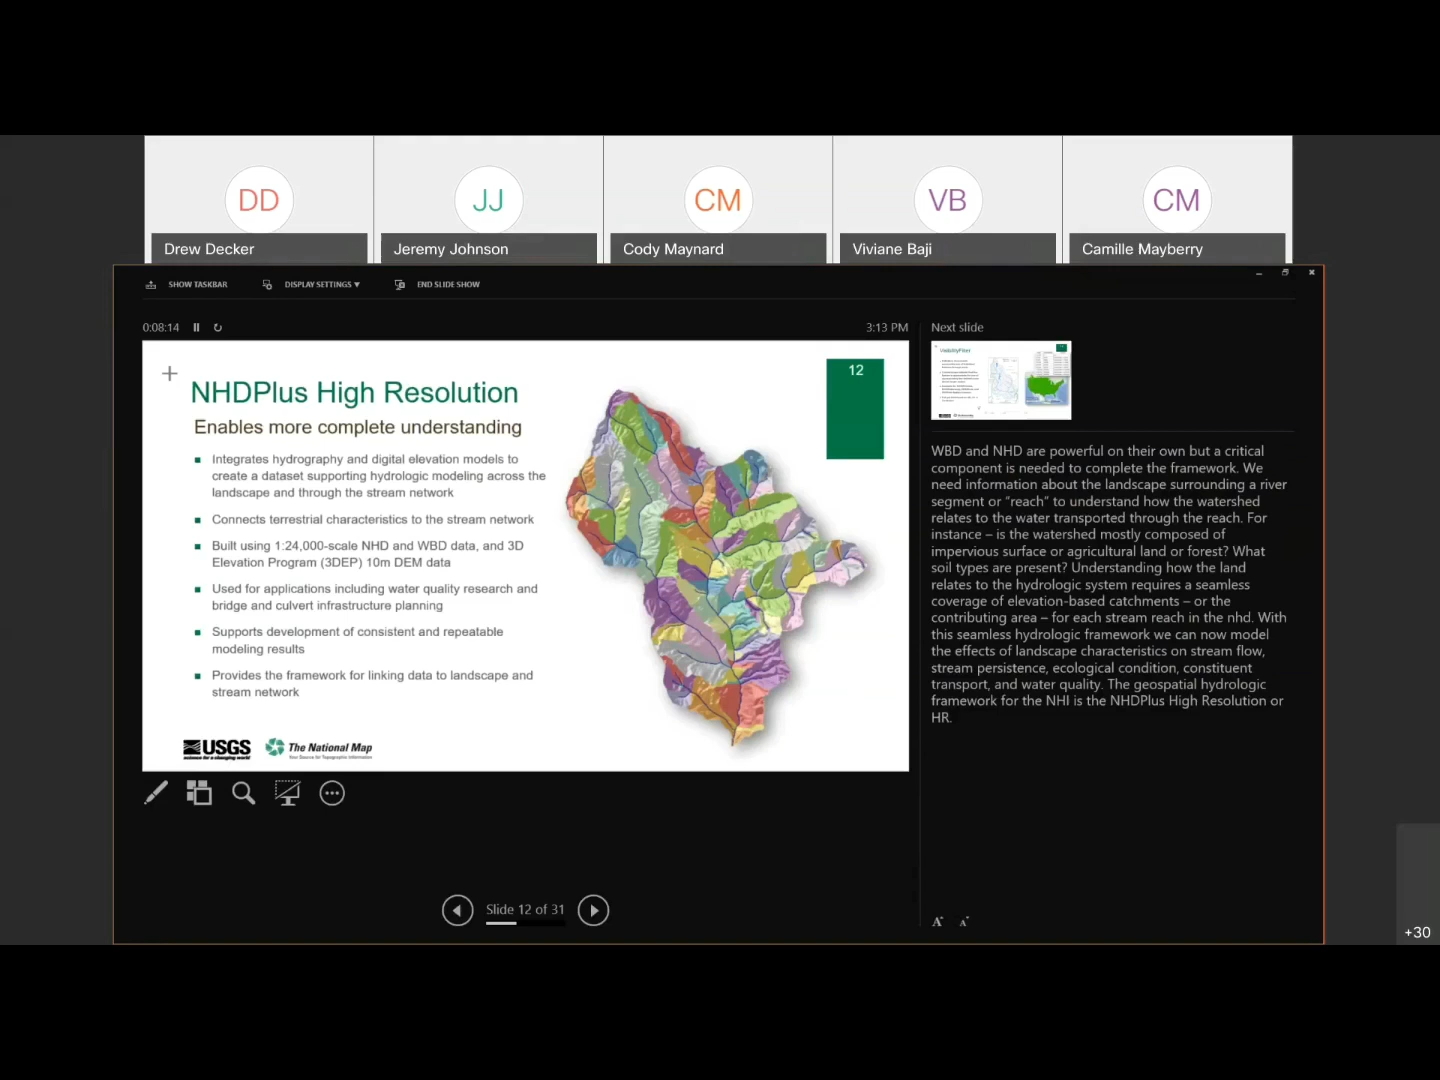 DD
JJ
CM
VB
CM
Drew Decker
Jeremy Johnson
Cody Maynard
Viviane Baji
Camille Mayberry
SHOW TASKBAR
DISPLAY SETTINGS ▼
END SLIDE SHOW
0:08:14
3:13 PM
NHDPlus High Resolution
12
Enables more complete understanding
Integrates hydrography and digital elevation models to
create a dataset supporting hydrologic modeling across the
landscape and through the stream network
Connects terrestrial characteristics to the stream network
Built using 1:24,000-scale NHD and WBD data, and 3D
Elevation Program (3DEP) 10m DEM data
Used for applications including water quality research and
bridge and culvert infrastructure planning
Supports development of consistent and repeatable
modeling results
Provides the framework for linking data to landscape and
stream network
USGS
science for a changing world
The National Map
Your Source for Topographic Information
Slide 12 of 31
Next slide
VisibilityFilter
WBD and NHD are powerful on their own but a critical
component is needed to complete the framework. We
need information about the landscape surrounding a river
segment or “reach” to understand how the watershed
relates to the water transported through the reach. For
instance – is the watershed mostly composed of
impervious surface or agricultural land or forest? What
soil types are present? Understanding how the land
relates to the hydrologic system requires a seamless
coverage of elevation-based catchments – or the
contributing area – for each stream reach in the nhd. With
this seamless hydrologic framework we can now model
the effects of landscape characteristics on stream flow,
stream persistence, ecological condition, constituent
transport, and water quality. The geospatial hydrologic
framework for the NHI is the NHDPlus High Resolution or
HR.
A A
+30